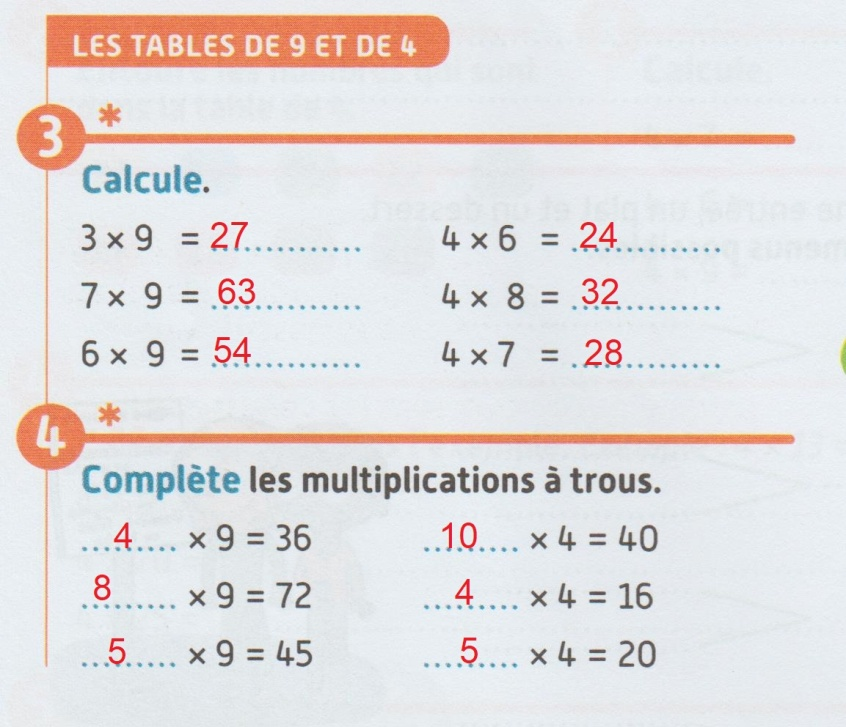 LES TABLES DE 9 ET DE 4
3 *
Calcule.
3 × 9 = 27 4 × 6 = 24
7 × 9 = 63 4 × 8 = 32
6 × 9 = 54 4 × 7 = 28
4 *
Complète les multiplications à trous.
4 × 9 = 36 10 × 4 = 40
8 × 9 = 72 4 × 4 = 16
5 × 9 = 45 5 × 4 = 20